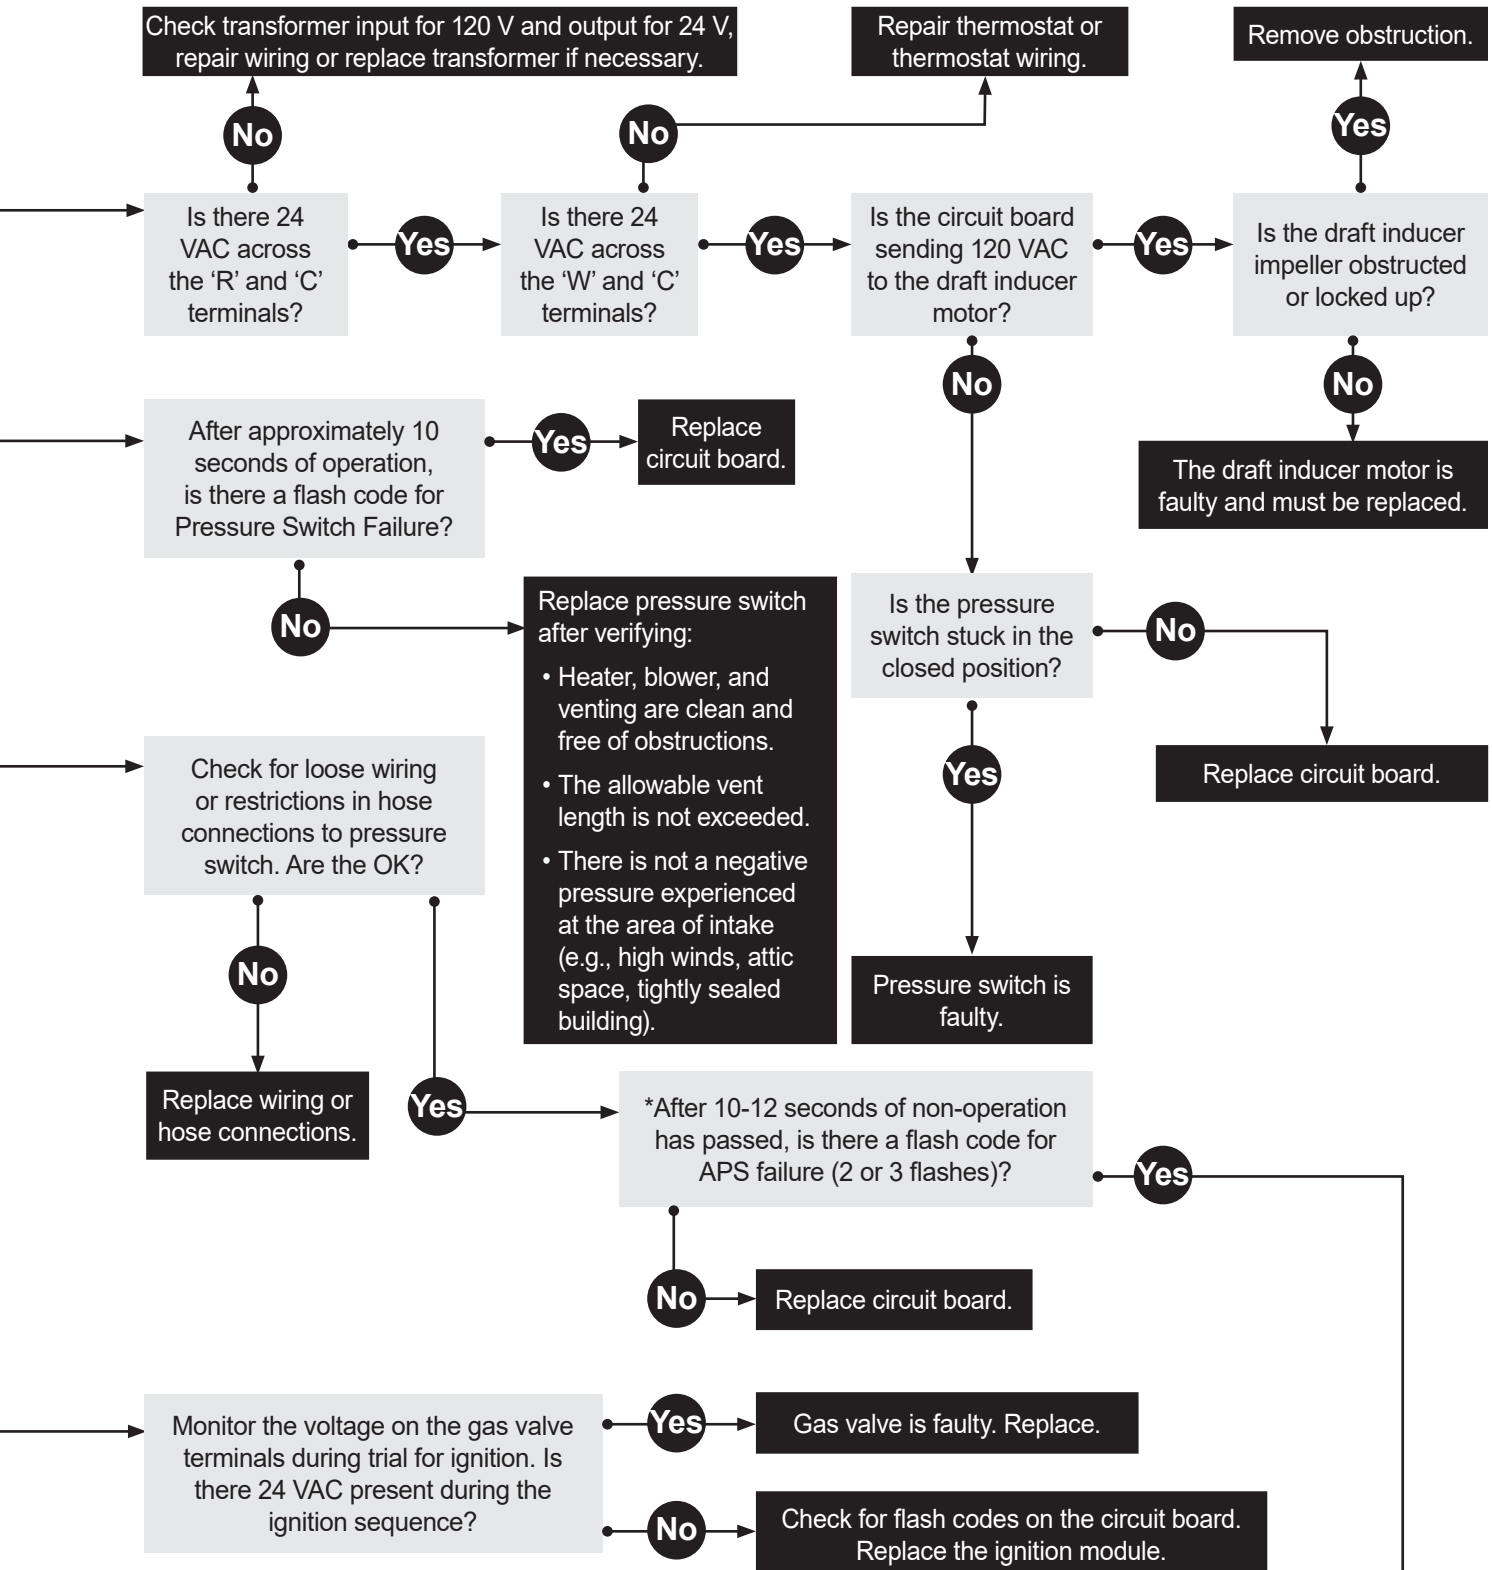 Check transformer input for 120 V and output for 24 V,
repair wiring or replace transformer if necessary.
Repair thermostat or
thermostat wiring.
Remove obstruction.
No
No
Yes
Is there 24
VAC across
the ‘R’ and ‘C’
terminals?
Yes
Is there 24
VAC across
the ‘W’ and ‘C’
terminals?
Yes
Is the circuit board
sending 120 VAC
to the draft inducer
motor?
Yes
Is the draft inducer
impeller obstructed
or locked up?
No
No
The draft inducer motor is
faulty and must be replaced.
After approximately 10
seconds of operation,
is there a flash code for
Pressure Switch Failure?
Yes
Replace
circuit board.
No
Replace pressure switch
after verifying:
• Heater, blower, and
venting are clean and
free of obstructions.
• The allowable vent
length is not exceeded.
• There is not a negative
pressure experienced
at the area of intake
(e.g., high winds, attic
space, tightly sealed
building).
Is the pressure
switch stuck in the
closed position?
No
Replace circuit board.
Yes
Pressure switch is
faulty.
Check for loose wiring
or restrictions in hose
connections to pressure
switch. Are the OK?
No
Replace wiring or
hose connections.
Yes
*After 10-12 seconds of non-operation
has passed, is there a flash code for
APS failure (2 or 3 flashes)?
Yes
No
Replace circuit board.
Monitor the voltage on the gas valve
terminals during trial for ignition. Is
there 24 VAC present during the
ignition sequence?
Yes
Gas valve is faulty. Replace.
No
Check for flash codes on the circuit board.
Replace the ignition module.